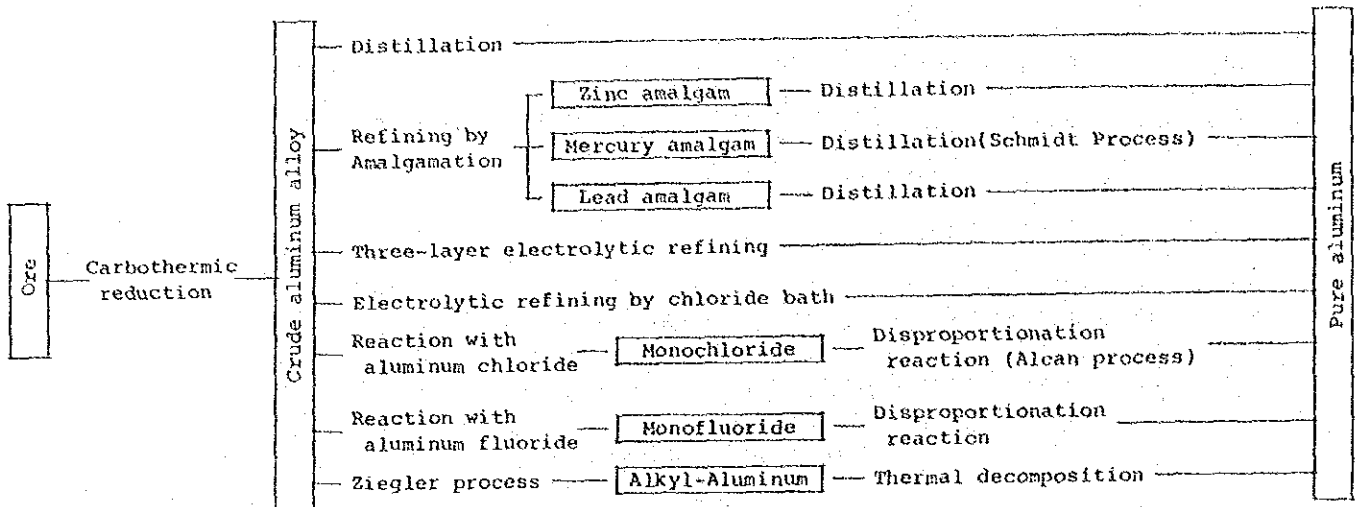 Ore
Carbothermic
reduction
Crude aluminum alloy
Distillation
Refining by
Amalgamation
Zinc amalgam
Distillation
Mercury amalgam
Distillation(Schmidt Process)
Lead amalgam
Distillation
Three-layer electrolytic refining
Electrolytic refining by chloride bath
Reaction with
aluminum chloride
Monochloride
Disproportionation
reaction (Alcan process)
Reaction with
aluminum fluoride
Monofluoride
Disproportionation
reaction
Ziegler process
Alkyl-Aluminum
Thermal decomposition
Pure aluminum